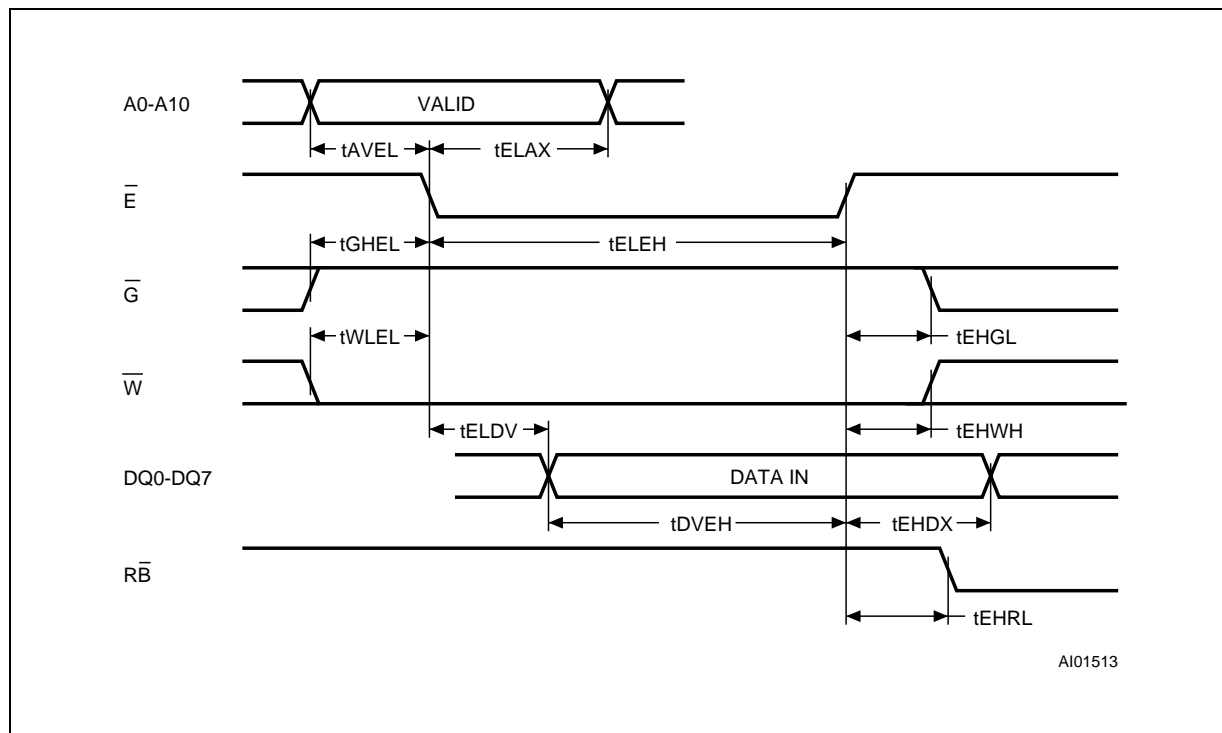 A0-A10 VALID
tAVEL tELAX
E̅
tGHEL tELEH
G̅
tWLEL tEHGL
W̅
tELDV tEHWH
DQ0-DQ7 DATA IN
tDVEH tEHDX
RB̅
tEHRL
AI01513